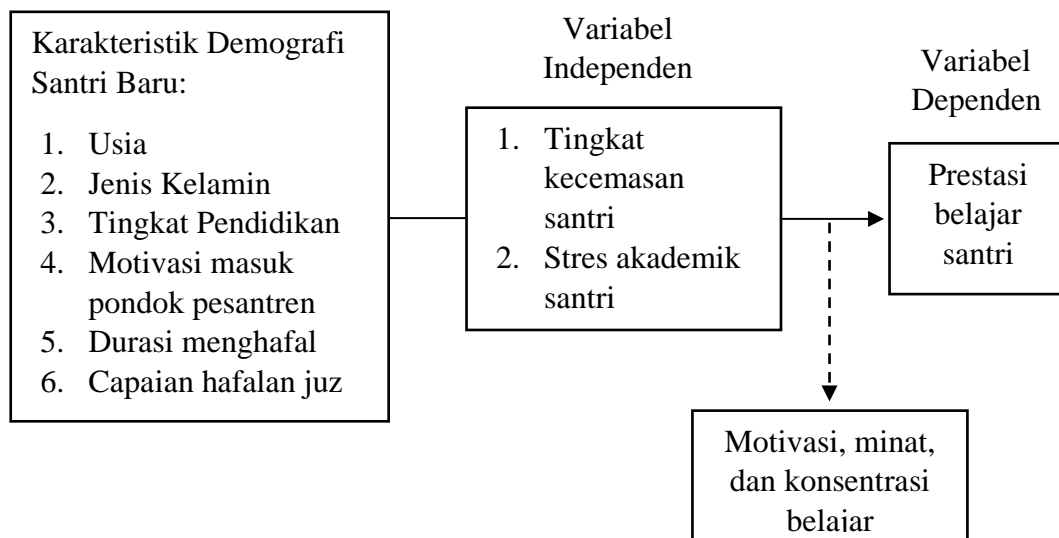 Karakteristik Demografi
Santri Baru:
1. Usia
2. Jenis Kelamin
3. Tingkat Pendidikan
4. Motivasi masuk
pondok pesantren
5. Durasi menghafal
6. Capaian hafalan juz
Variabel
Independen
1. Tingkat
kecemasan
santri
2. Stres akademik
santri
Variabel
Dependen
Prestasi
belajar
santri
Motivasi, minat,
dan konsentrasi
belajar